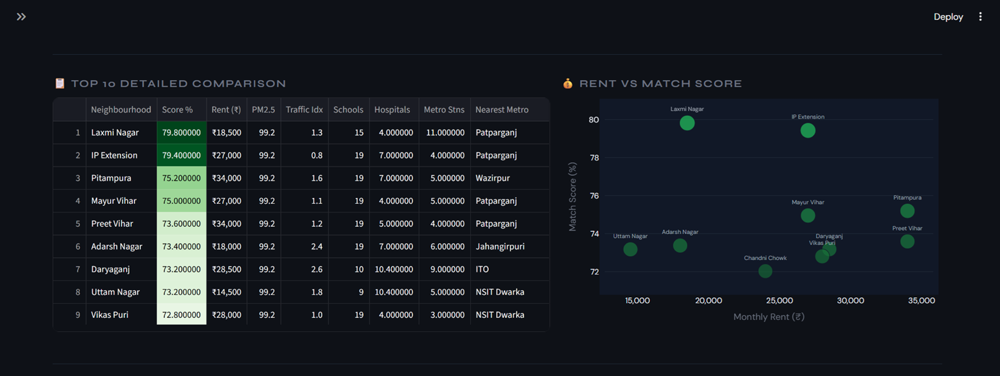 Deploy
TOP 10 DETAILED COMPARISON
Neighbourhood Score % Rent (₹) PM2.5 Traffic Idx Schools Hospitals Metro Stns Nearest Metro
1 Laxmi Nagar 79.800000 ₹18,500 99.2 1.3 15 4.000000 11.000000 Patparganj
2 IP Extension 79.400000 ₹27,000 99.2 0.8 19 7.000000 4.000000 Patparganj
3 Pitampura 75.200000 ₹34,000 99.2 1.6 19 7.000000 5.000000 Wazirpur
4 Mayur Vihar 75.000000 ₹27,000 99.2 1.1 19 4.000000 5.000000 Patparganj
5 Preet Vihar 73.600000 ₹34,000 99.2 1.2 19 5.000000 4.000000 Patparganj
6 Adarsh Nagar 73.400000 ₹18,000 99.2 2.4 19 7.000000 6.000000 Jahangirpuri
7 Daryaganj 73.200000 ₹28,500 99.2 2.6 10 10.400000 9.000000 ITO
8 Uttam Nagar 73.200000 ₹14,500 99.2 1.8 9 10.400000 5.000000 NSIT Dwarka
9 Vikas Puri 72.800000 ₹28,000 99.2 1.0 19 4.000000 3.000000 NSIT Dwarka
RENT VS MATCH SCORE
Laxmi Nagar
IP Extension
80
78
76
74
72
Match Score (%)
Pitampura
Mayur Vihar
Preet Vihar
Adarsh Nagar
Uttam Nagar
Daryaganj
Vikas Puri
Chandni Chowk
15,000 20,000 25,000 30,000 35,000
Monthly Rent (₹)